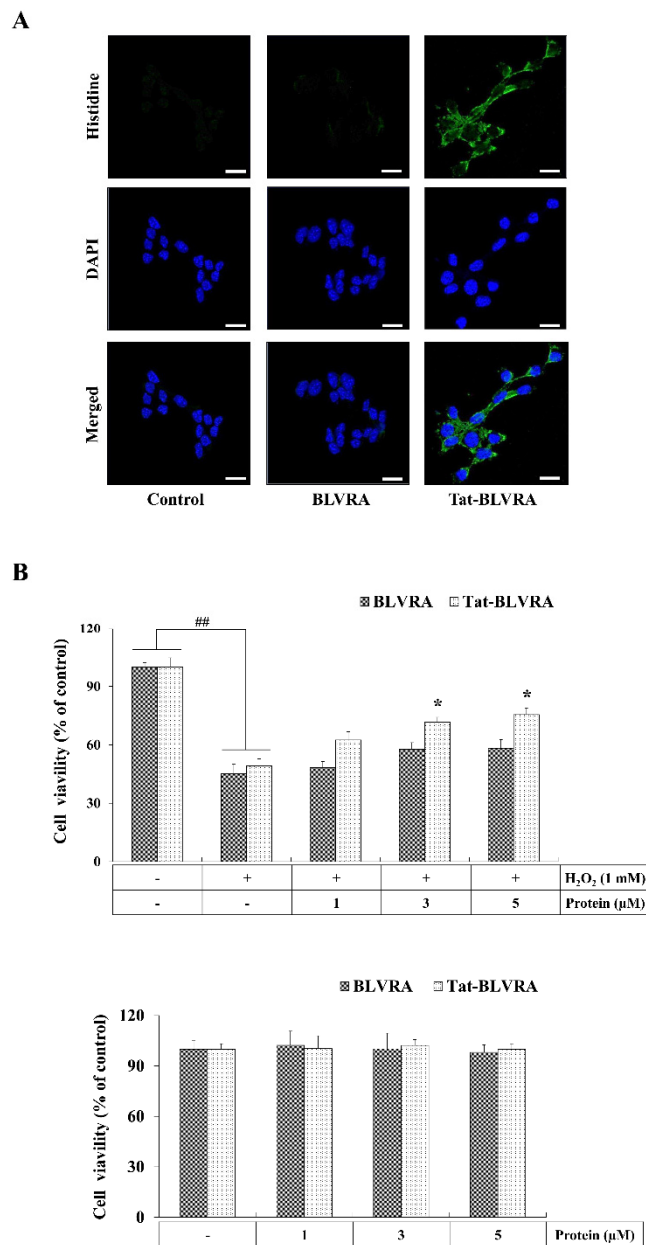 A
Histidine
DAPI
Merged
Control BLVRA Tat-BLVRA
B
BLVRA Tat-BLVRA
Cell viavility (% of control)
120
90
60
30
0
##
*
*
- + + + + H₂O₂ (1 mM)
- - 1 3 5 Protein (μM)
BLVRA Tat-BLVRA
Cell viavility (% of control)
120
90
60
30
0
- 1 3 5 Protein (μM)